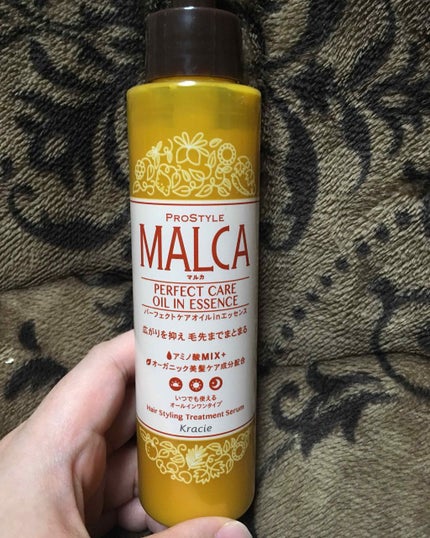 PROSTYLE
MALCA
マルカ
PERFECT CARE
OIL IN ESSENCE
パーフェクトケアオイルinエッセンス
広がりを抑え 毛先までまとまる
アミノ酸MIX+
オーガニック美髪ケア成分配合
いつでも使える
オールインワンタイプ
Hair Styling Treatment Serum
Kracie